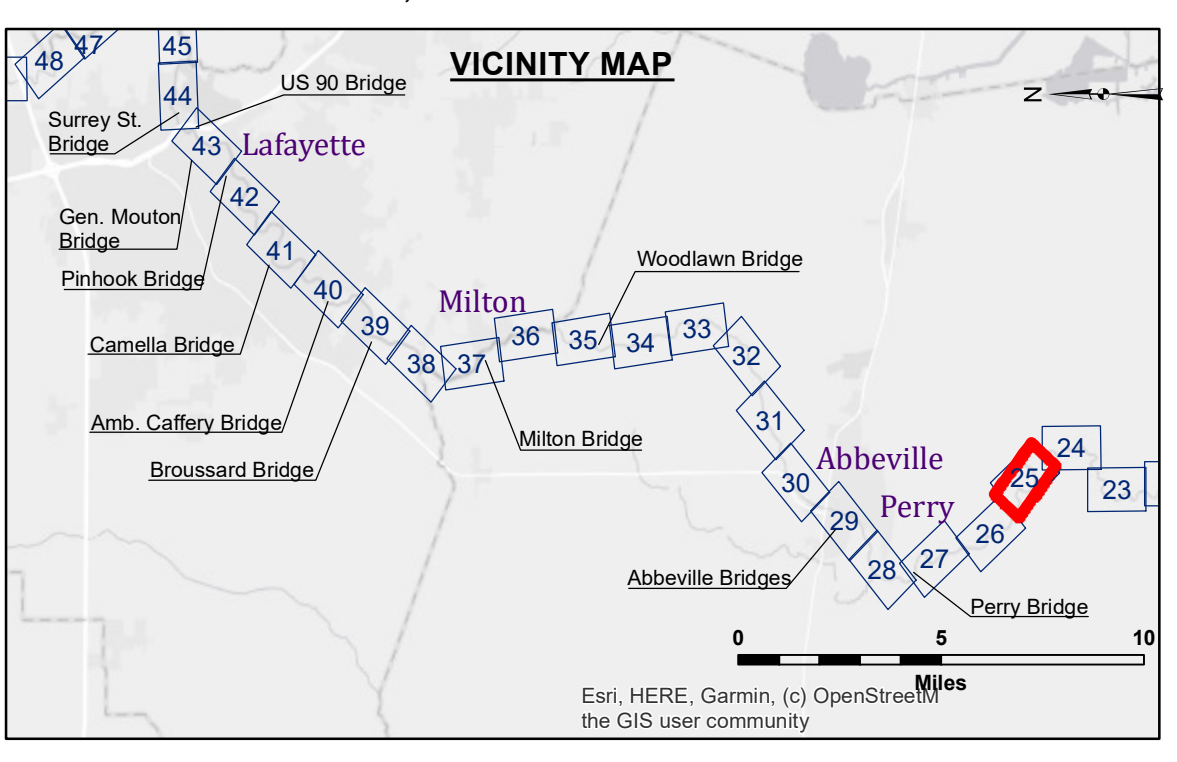 VICINITY MAP
47
48
45
44
US 90 Bridge
N
Surrey St.
Bridge
43
Lafayette
42
Gen. Mouton
Bridge
41
Woodlawn Bridge
Pinhook Bridge
40
Milton
39
36
35
34
33
Camella Bridge
38
37
32
Amb. Caffery Bridge
31
Milton Bridge
24
Broussard Bridge
Abbeville
30
25
23
Perry
29
26
27
28
Abbeville Bridges
Perry Bridge
0 5 10
Miles
Esri, HERE, Garmin, (c) OpenStreetM
the GIS user community